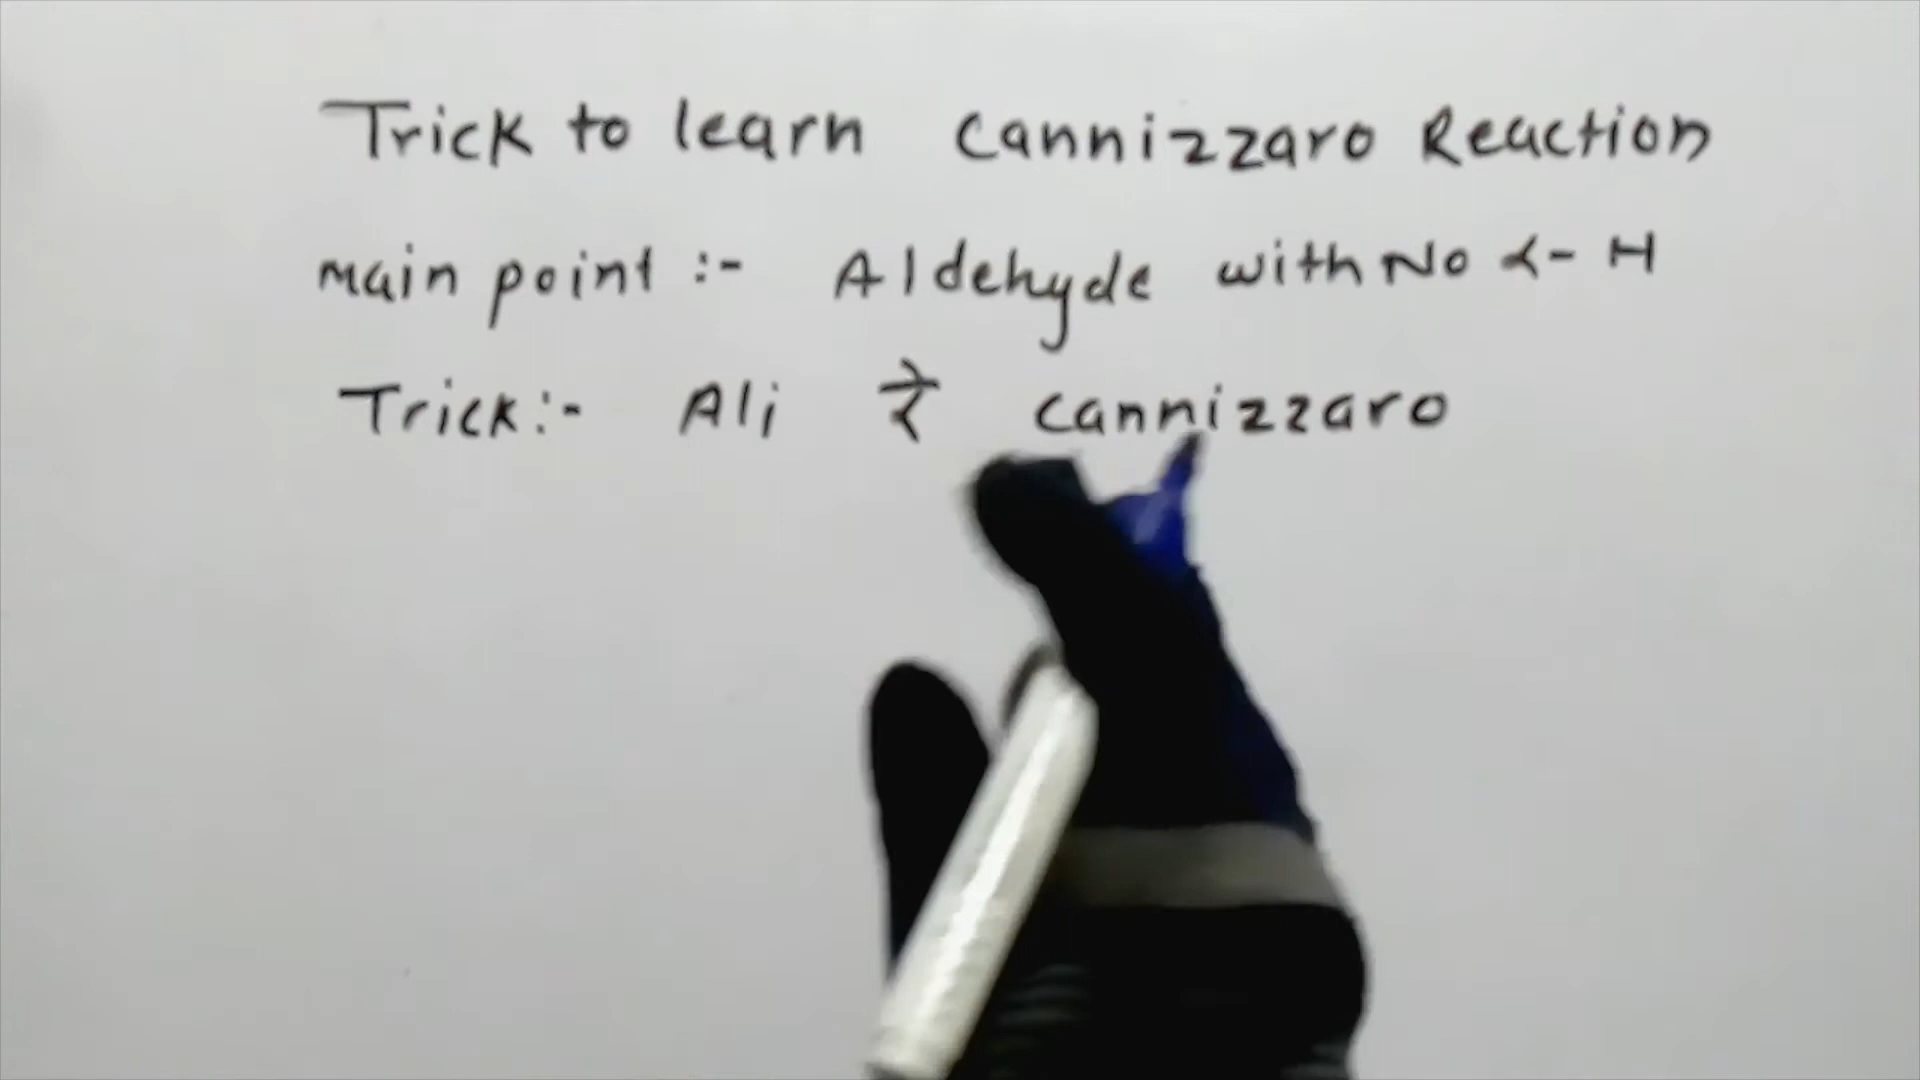 Trick to learn Cannizzaro Reaction
main point :- Aldehyde with No α- H
Trick :- Ali रे Cannizzaro